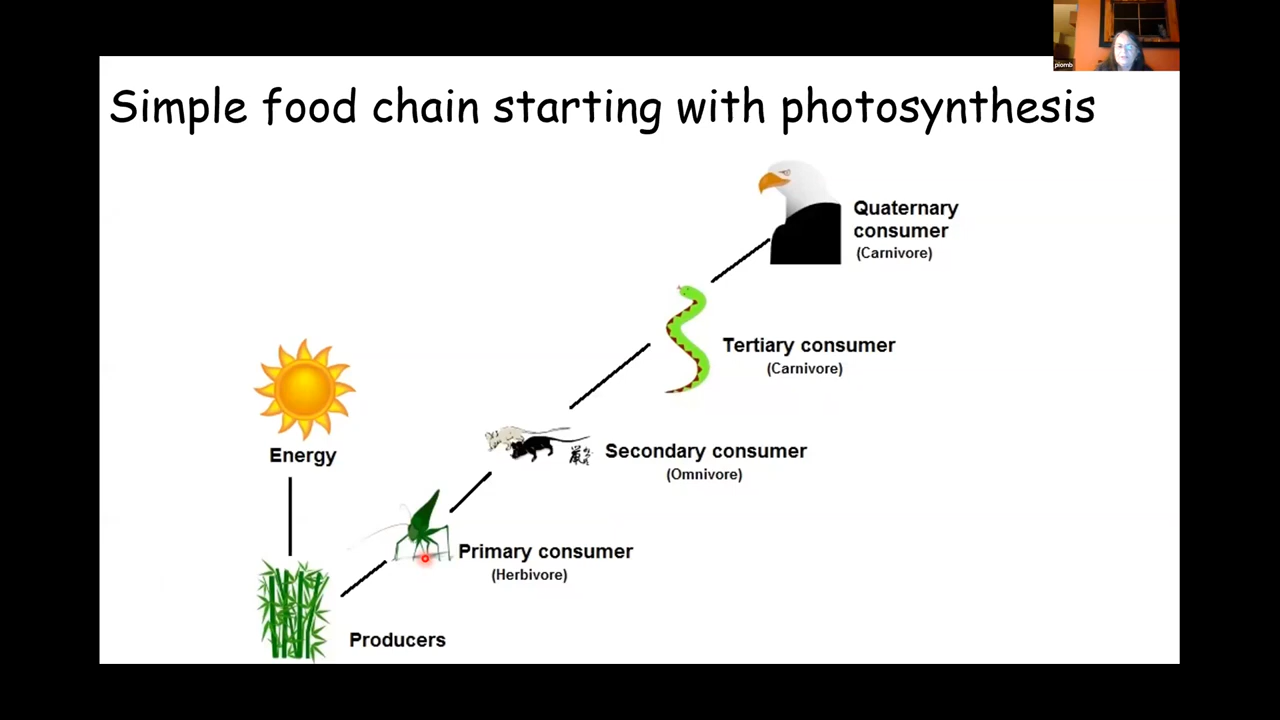 piomb
Simple food chain starting with photosynthesis
Quaternary
consumer
(Carnivore)
Tertiary consumer
(Carnivore)
Energy
Secondary consumer
(Omnivore)
Primary consumer
(Herbivore)
Producers